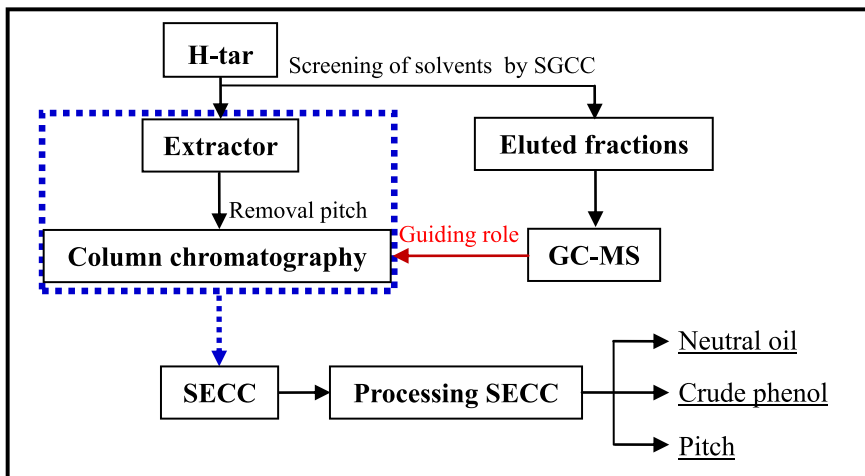 H-tar
Screening of solvents by SGCC
Extractor
Eluted fractions
Removal pitch
Guiding role
Column chromatography
GC-MS
Neutral oil
SECC
Processing SECC
Crude phenol
Pitch